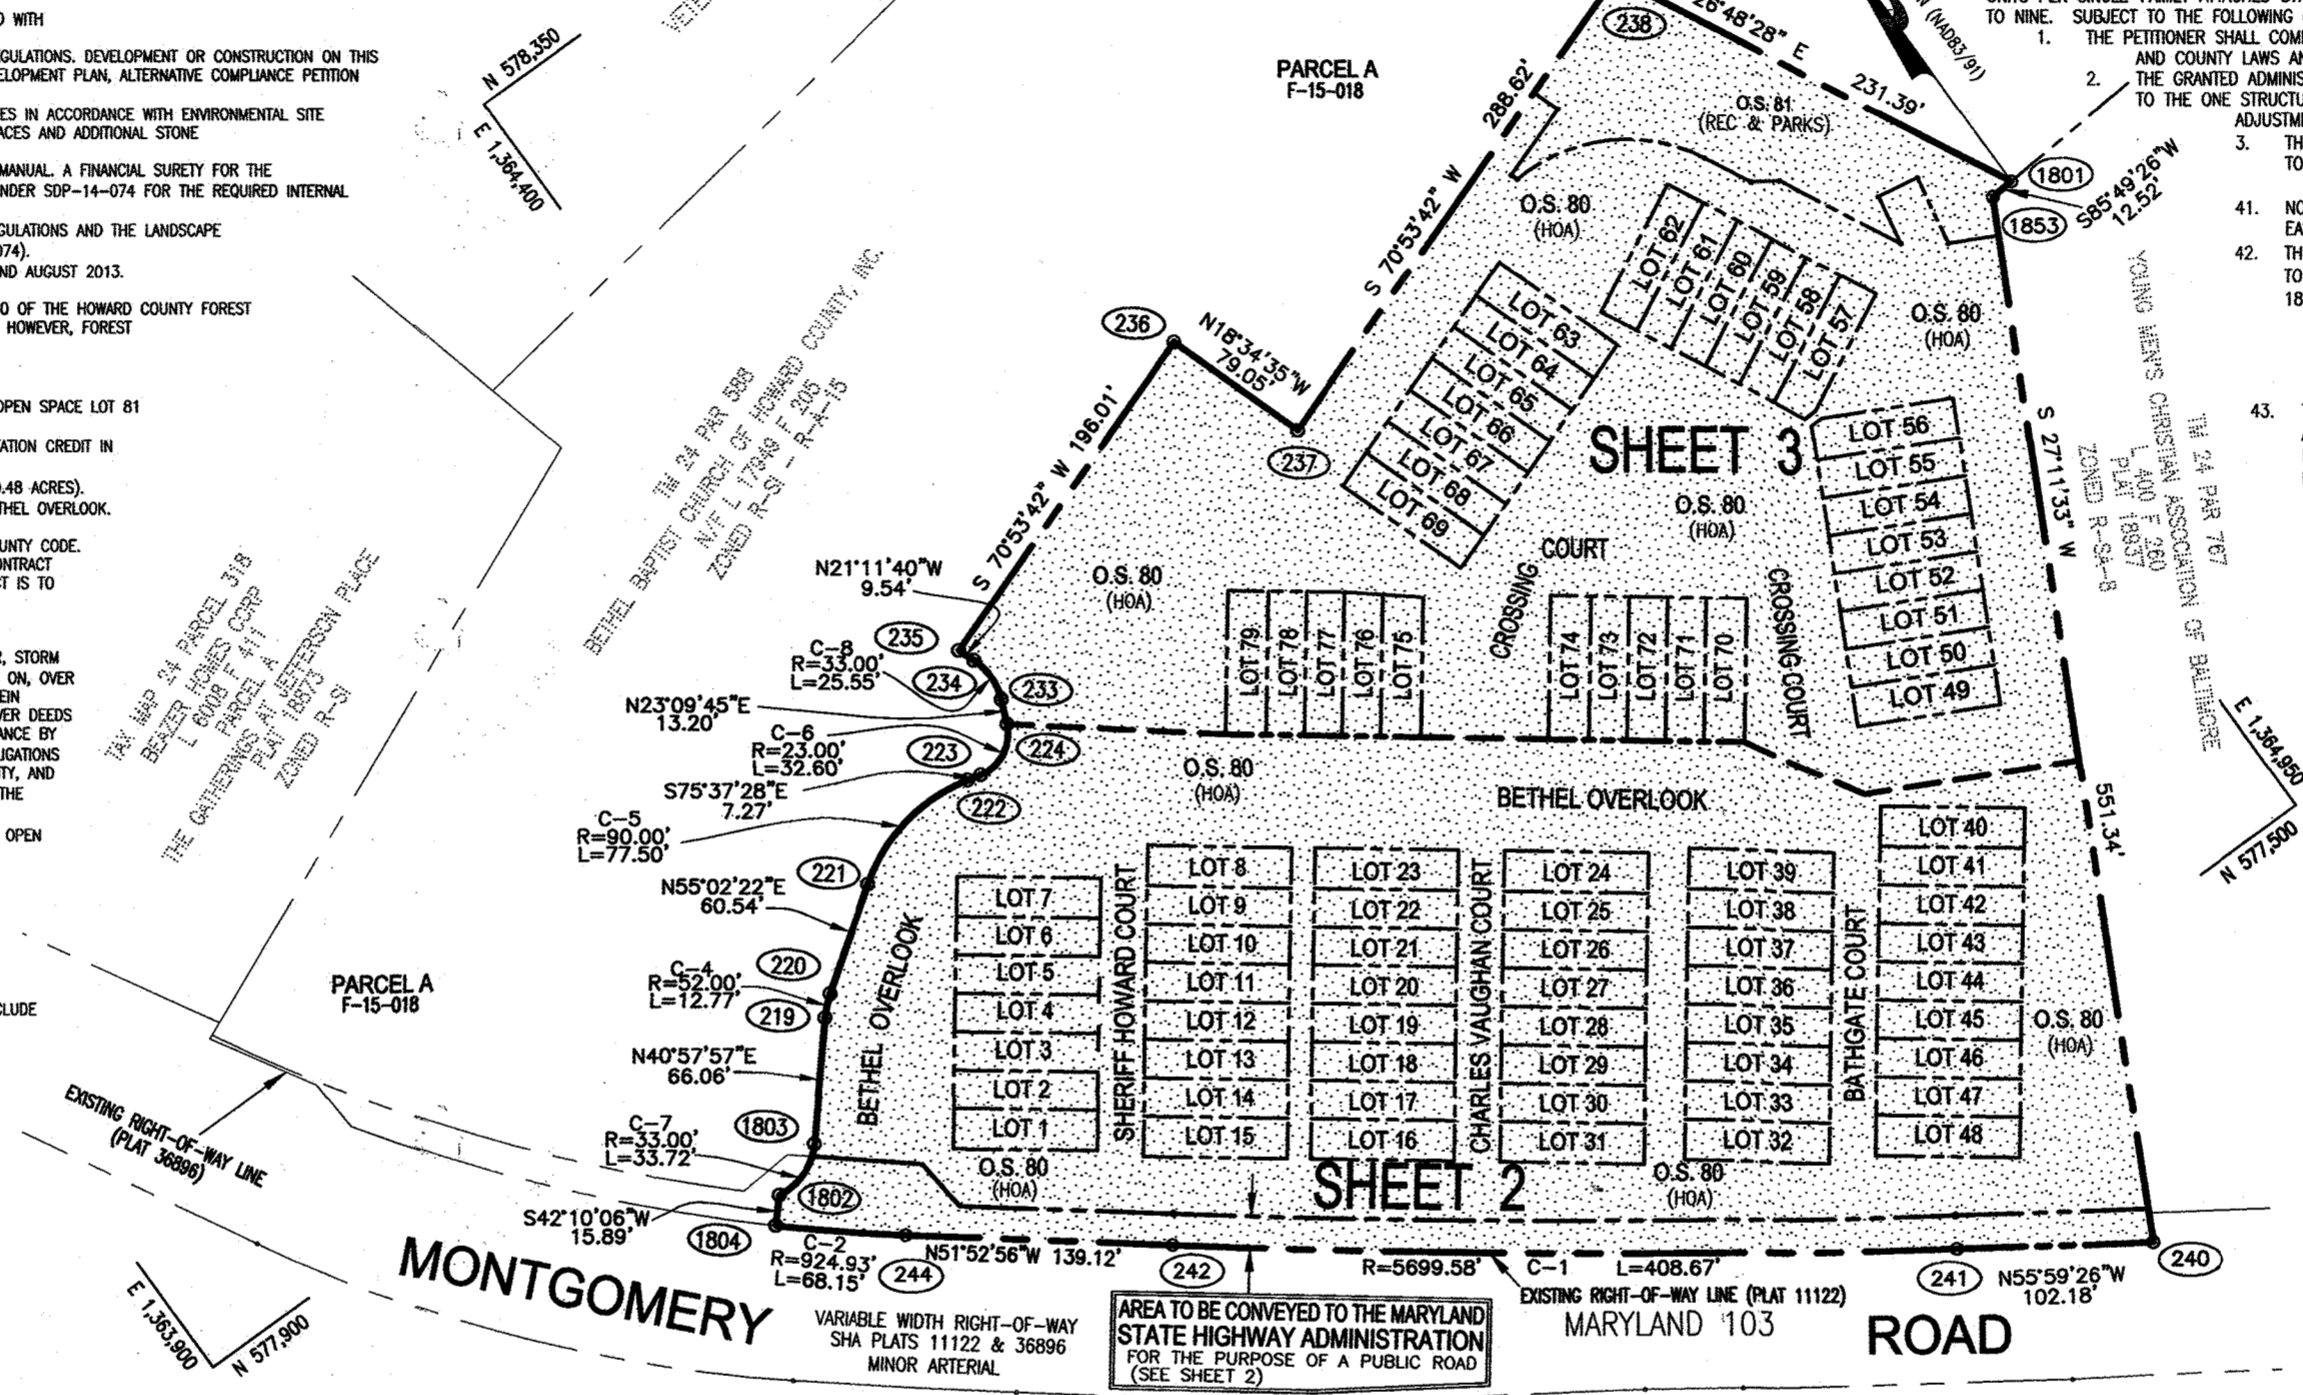 D WITH
EGULATIONS. DEVELOPMENT OR CONSTRUCTION ON THIS
ELOPMENT PLAN, ALTERNATIVE COMPLIANCE PETITION
ES IN ACCORDANCE WITH ENVIRONMENTAL SITE
ACES AND ADDITIONAL STONE
MANUAL. A FINANCIAL SURETY FOR THE
NDER SDP-14-074 FOR THE REQUIRED INTERNAL
GULATIONS AND THE LANDSCAPE
074).
ND AUGUST 2013.
0 OF THE HOWARD COUNTY FOREST
HOWEVER, FOREST
OPEN SPACE LOT 81
ATION CREDIT IN
0.48 ACRES).
THEL OVERLOOK.
UNTY CODE.
ONTRACT
CT IS TO
R, STORM
ON, OVER
EIN
VER DEEDS
ANCE BY
IGATIONS
TY, AND
THE
OPEN
CLUDE
N 578,350
E 1,364,400
PARCEL A
F-15-018
238
26°48'28" E
231.39'
N (NAD83/91)
TO NINE. SUBJECT TO THE FOLLOWING
1. THE PETITIONER SHALL COM
AND COUNTY LAWS AN
2. THE GRANTED ADMINIS
TO THE ONE STRUCTU
ADJUSTM
3. TH
TO
41. NO
EA
42. TH
TO
18
43.
288.62'
S 70°53'42" W
O.S. 81
(REC & PARKS)
1801
1853
S85°49'26"W
12.52'
O.S. 80
(HOA)
LOT 62
LOT 61
LOT 60
LOT 59
LOT 58
LOT 57
O.S. 80
(HOA)
236
N18°34'35"W
79.05'
237
LOT 63
LOT 64
LOT 65
LOT 66
LOT 67
LOT 68
LOT 69
SHEET 3
O.S. 80
(HOA)
LOT 56
LOT 55
LOT 54
LOT 53
LOT 52
LOT 51
LOT 50
LOT 49
S 27°11'33" W
551.34'
YOUNG MEN'S CHRISTIAN ASSOCIATION OF BALTIMORE
TM 24 PAR 767
L 400 F 260
PLAT 18837
ZONED R-SA-8
E 1,364,950
N 577,500
TM 24 PAR 588
BETHEL BAPTIST CHURCH OF HOWARD COUNTY, INC.
N/F L 17849 F 205
ZONED R-SI - R-A-15
TAX MAP 24 PARCEL 318
BEAZER HOMES CORP
L 6008 F 411
PARCEL A
THE GATHERINGS AT JEFFERSON PLACE
PLAT 18873
ZONED R-SI
S 70°53'42" W 196.01'
N21°11'40"W
9.54'
O.S. 80
(HOA)
235
C-8
R=33.00'
L=25.55'
234
233
N23°09'45"E
13.20'
C-6
R=23.00'
L=32.60'
223
224
S75°37'28"E
7.27'
222
C-5
R=90.00'
L=77.50'
221
N55°02'22"E
60.54'
220
C-4
R=52.00'
L=12.77'
219
N40°57'57"E
66.06'
1803
C-7
R=33.00'
L=33.72'
1802
S42°10'06"W
15.89'
1804
CROSSING COURT
CROSSING COURT
LOT 79
LOT 78
LOT 77
LOT 76
LOT 75
LOT 74
LOT 73
LOT 72
LOT 71
LOT 70
O.S. 80
(HOA)
BETHEL OVERLOOK
BETHEL OVERLOOK
LOT 7
LOT 6
LOT 5
LOT 4
LOT 3
LOT 2
LOT 1
SHERIFF HOWARD COURT
LOT 8
LOT 9
LOT 10
LOT 11
LOT 12
LOT 13
LOT 14
LOT 15
LOT 23
LOT 22
LOT 21
LOT 20
LOT 19
LOT 18
LOT 17
LOT 16
CHARLES VAUGHAN COURT
LOT 24
LOT 25
LOT 26
LOT 27
LOT 28
LOT 29
LOT 30
LOT 31
LOT 39
LOT 38
LOT 37
LOT 36
LOT 35
LOT 34
LOT 33
LOT 32
BATHGATE COURT
LOT 40
LOT 41
LOT 42
LOT 43
LOT 44
LOT 45
LOT 46
LOT 47
LOT 48
O.S. 80
(HOA)
O.S. 80
(HOA)
SHEET 2
O.S. 80
(HOA)
PARCEL A
F-15-018
EXISTING RIGHT-OF-WAY LINE
(PLAT 36896)
C-2
R=924.93'
L=68.15'
244
N51°52'56"W 139.12'
242
R=5699.58' C-1 L=408.67'
241
N55°59'26"W
102.18'
240
EXISTING RIGHT-OF-WAY LINE (PLAT 11122)
MARYLAND 103
MONTGOMERY
ROAD
VARIABLE WIDTH RIGHT-OF-WAY
SHA PLATS 11122 & 36896
MINOR ARTERIAL
AREA TO BE CONVEYED TO THE MARYLAND
STATE HIGHWAY ADMINISTRATION
FOR THE PURPOSE OF A PUBLIC ROAD
(SEE SHEET 2)
E 1,363,900
N 577,900